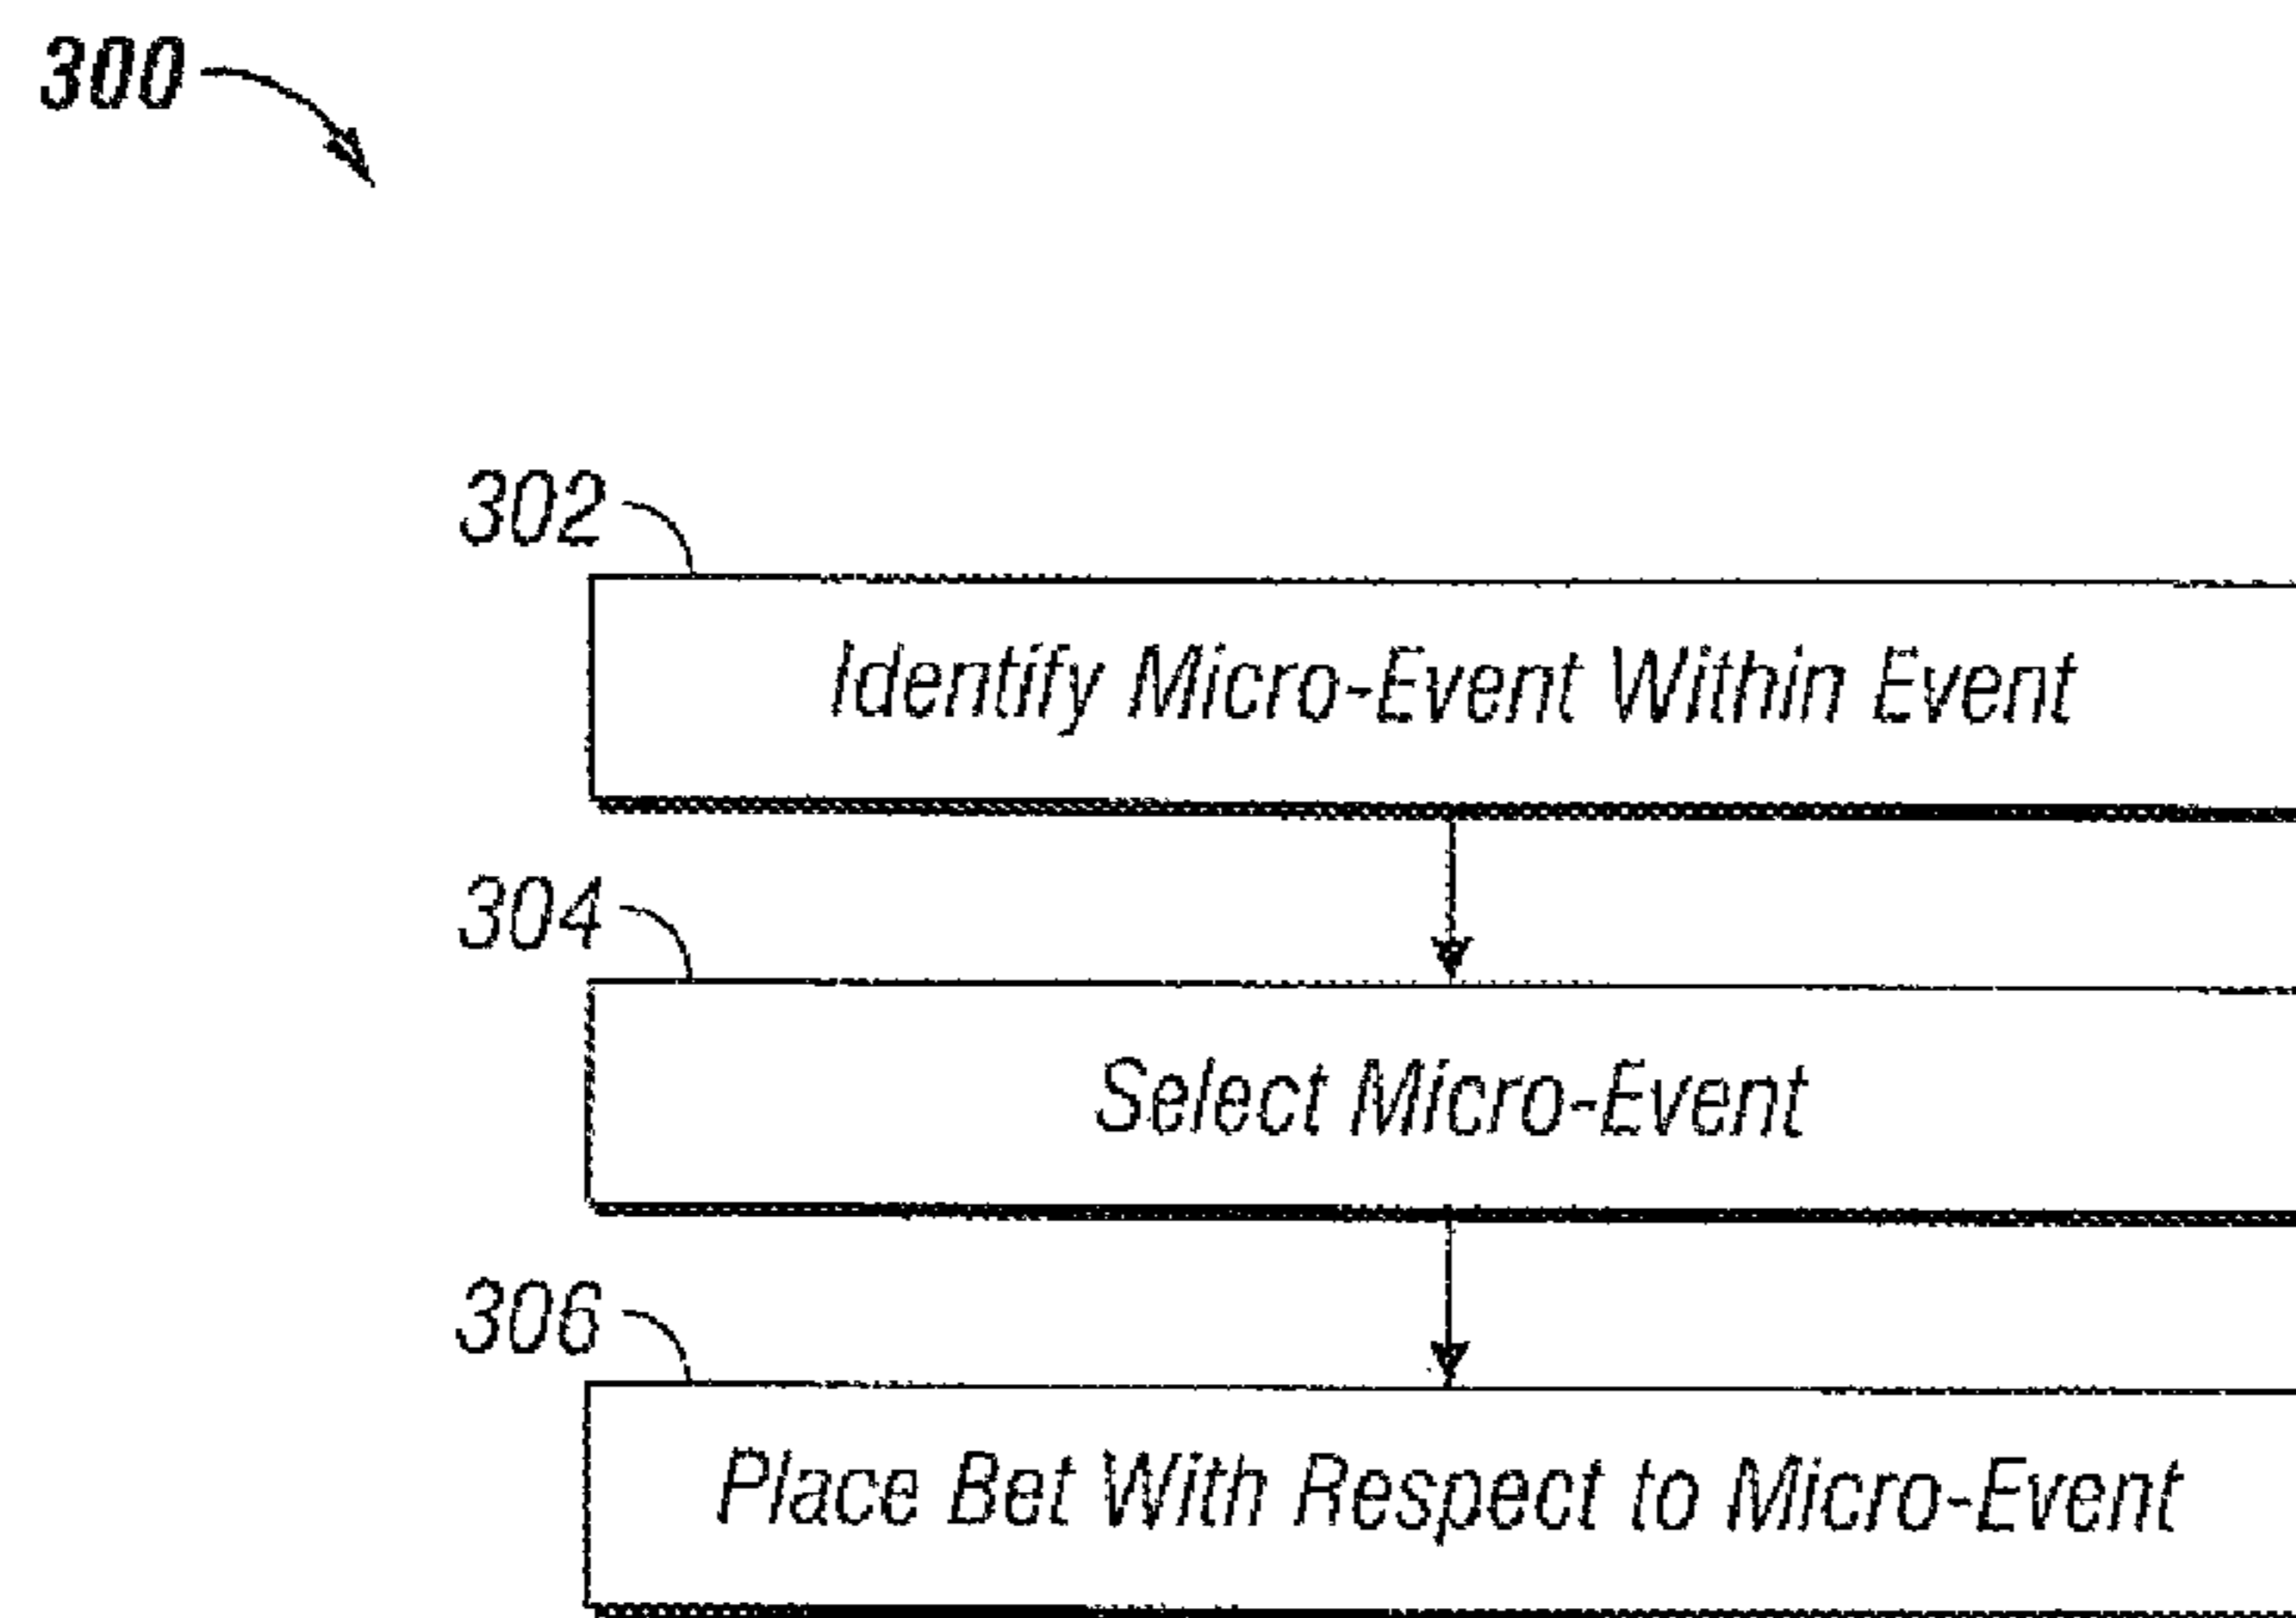 300
302
Identify Micro-Event Within Event
304
Select Micro-Event
306
Place Bet With Respect to Micro-Event